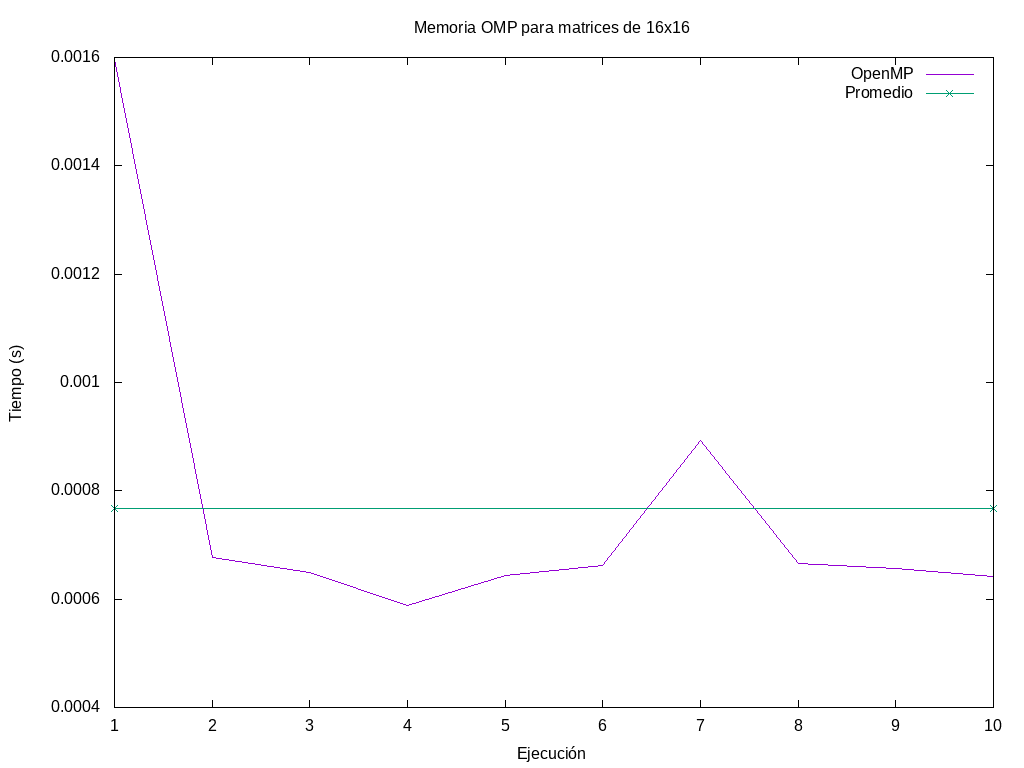 Memoria OMP para matrices de 16x16
OpenMP
Promedio
0.0016
0.0014
0.0012
0.001
0.0008
0.0006
0.0004
Tiempo (s)
1 2 3 4 5 6 7 8 9 10
Ejecución